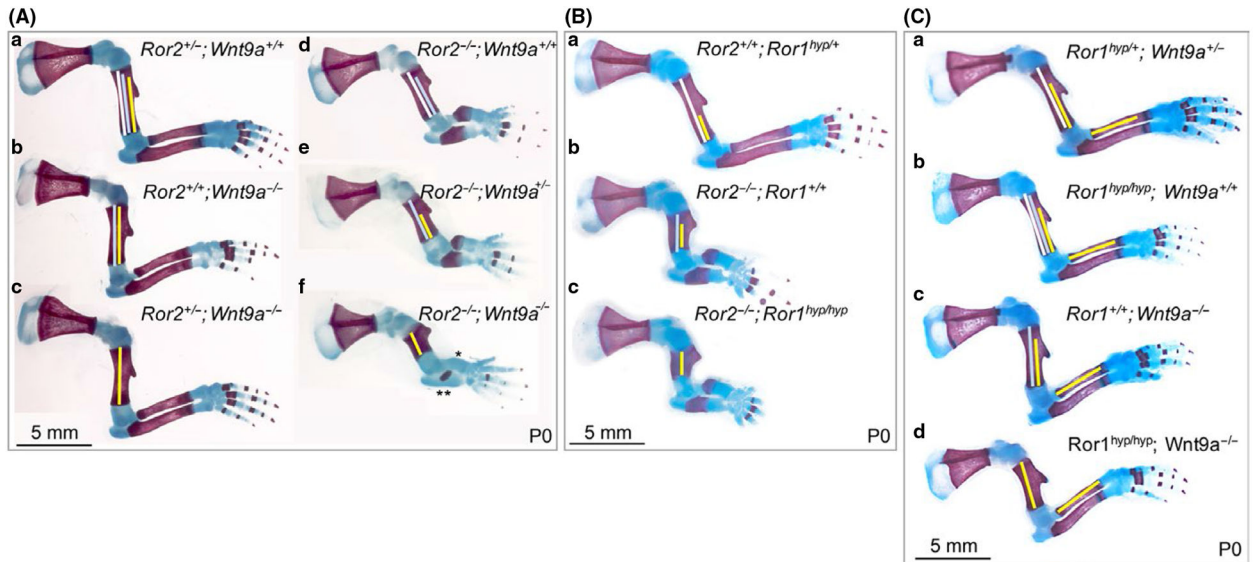 (A)
a
Ror2+/−; Wnt9a+/+
b
Ror2+/+; Wnt9a−/−
c
Ror2+/−; Wnt9a−/−
5 mm
d
Ror2−/−; Wnt9a+/+
e
Ror2−/−; Wnt9a+/−
f
Ror2−/−; Wnt9a−/−
*
**
P0
(B)
a
Ror2+/+; Ror1hyp/+
b
Ror2−/−; Ror1+/+
c
Ror2−/−; Ror1hyp/hyp
5 mm
P0
(C)
a
Ror1hyp/+; Wnt9a+/−
b
Ror1hyp/hyp; Wnt9a+/+
c
Ror1+/+; Wnt9a−/−
d
Ror1hyp/hyp; Wnt9a−/−
5 mm
P0